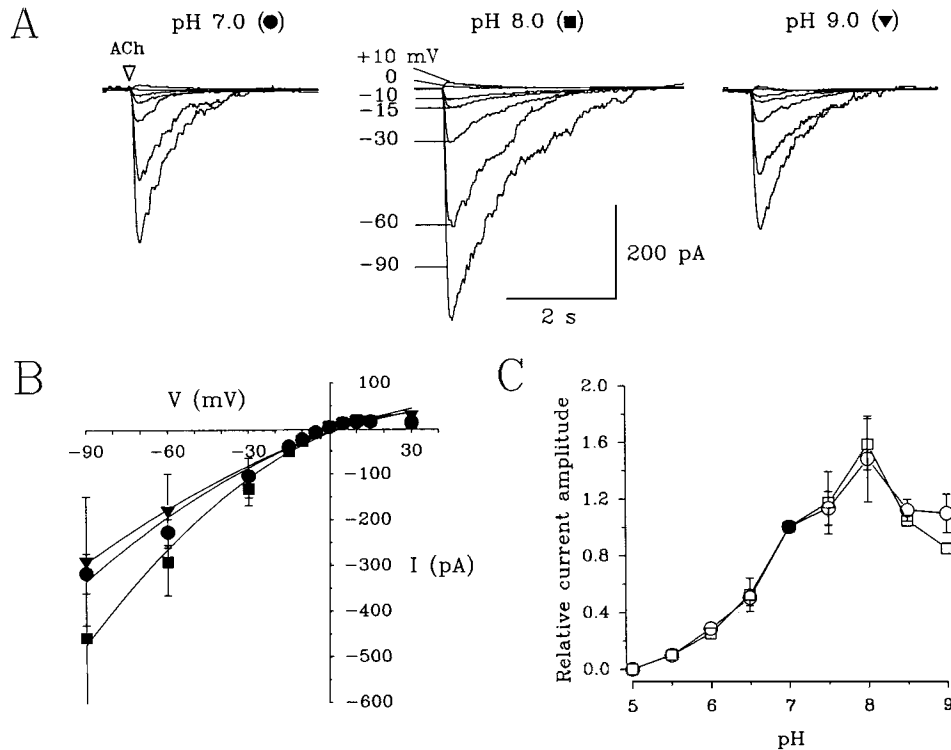 A
pH 7.0 (●)
pH 8.0 (■)
pH 9.0 (▼)
ACh
+10 mV
0
-10
-15
-30
-60
-90
200 pA
2 s
B
V (mV)
-90
-60
-30
30
100
-100
-200
-300
-400
-500
-600
I (pA)
C
Relative current amplitude
2.0
1.6
1.2
0.8
0.4
0.0
5
6
7
8
9
pH